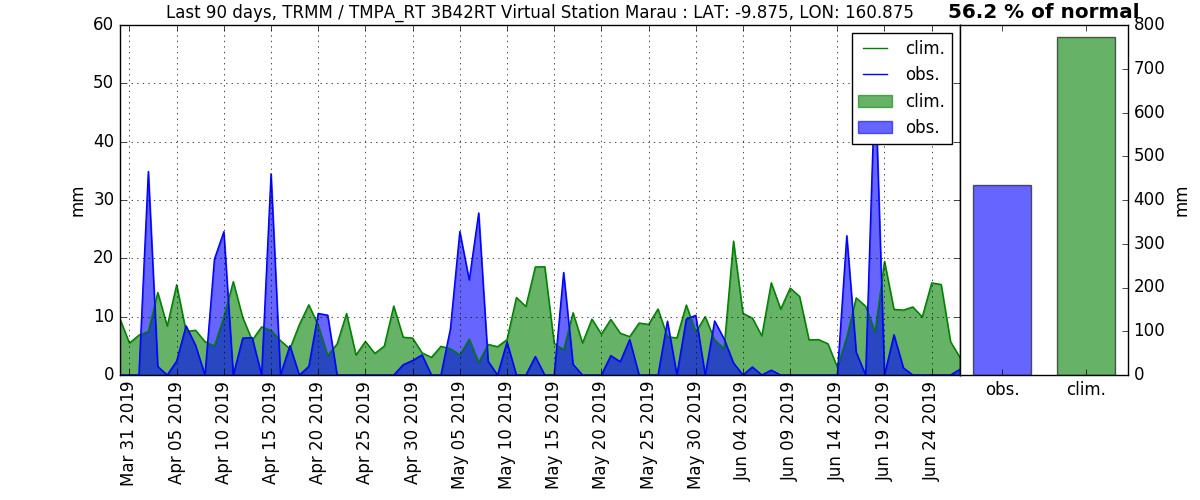 Last 90 days, TRMM / TMPA_RT 3B42RT Virtual Station Marau : LAT: -9.875, LON: 160.875
56.2 % of normal
mm
60
50
40
30
20
10
0
clim.
obs.
clim.
obs.
Mar 31 2019
Apr 05 2019
Apr 10 2019
Apr 15 2019
Apr 20 2019
Apr 25 2019
Apr 30 2019
May 05 2019
May 10 2019
May 15 2019
May 20 2019
May 25 2019
May 30 2019
Jun 04 2019
Jun 09 2019
Jun 14 2019
Jun 19 2019
Jun 24 2019
800
700
600
500
400
300
200
100
0
mm
obs.
clim.